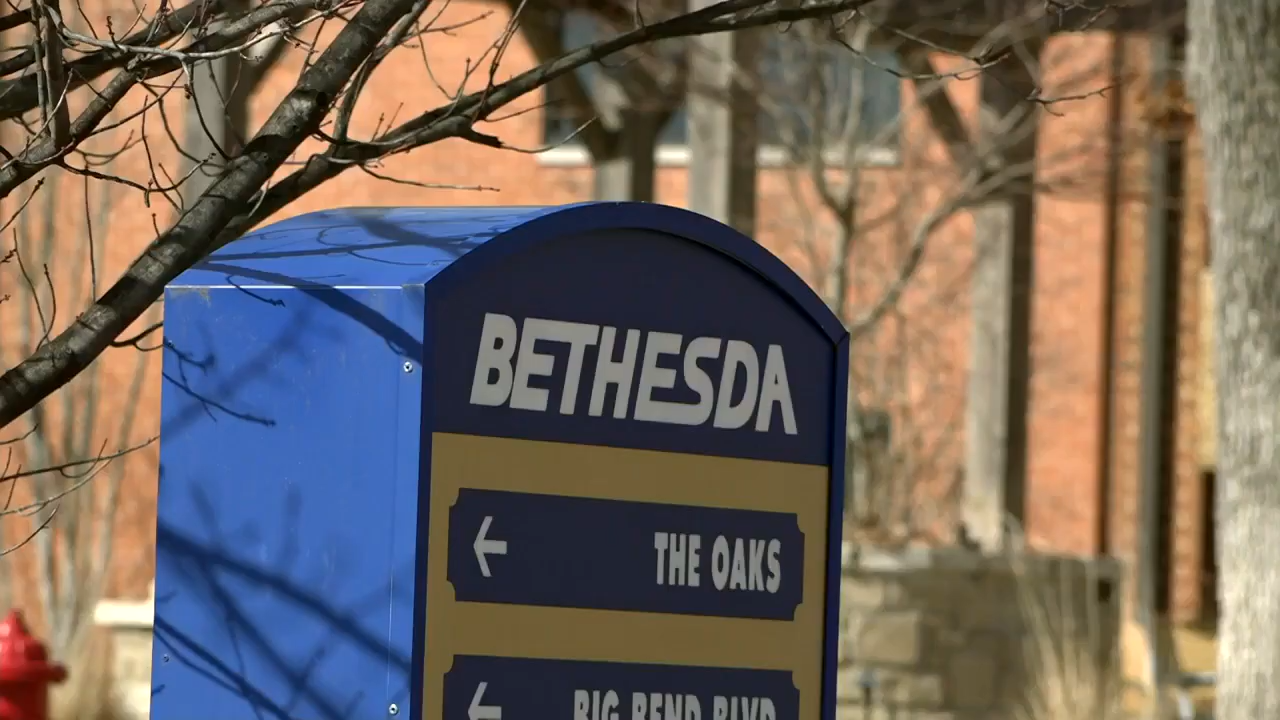 BETHESDA
← THE OAKS
← BIG BEND BLVD